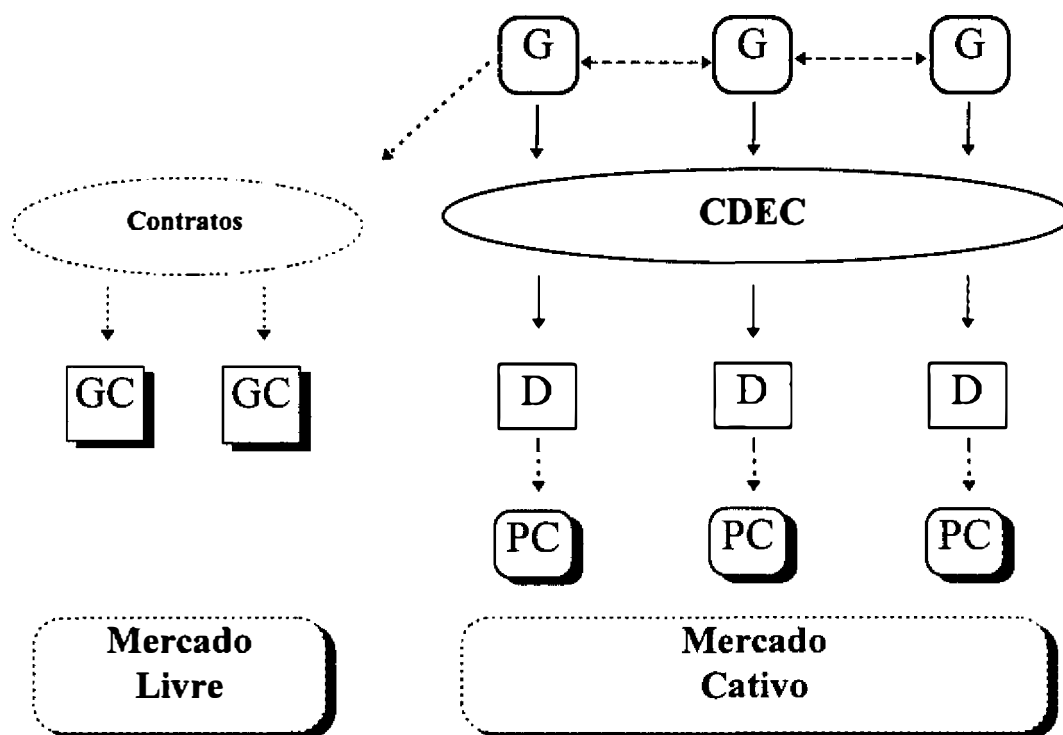 G G G
Contratos
CDEC
GC GC
D D D
PC PC PC
Mercado
Livre
Mercado
Cativo